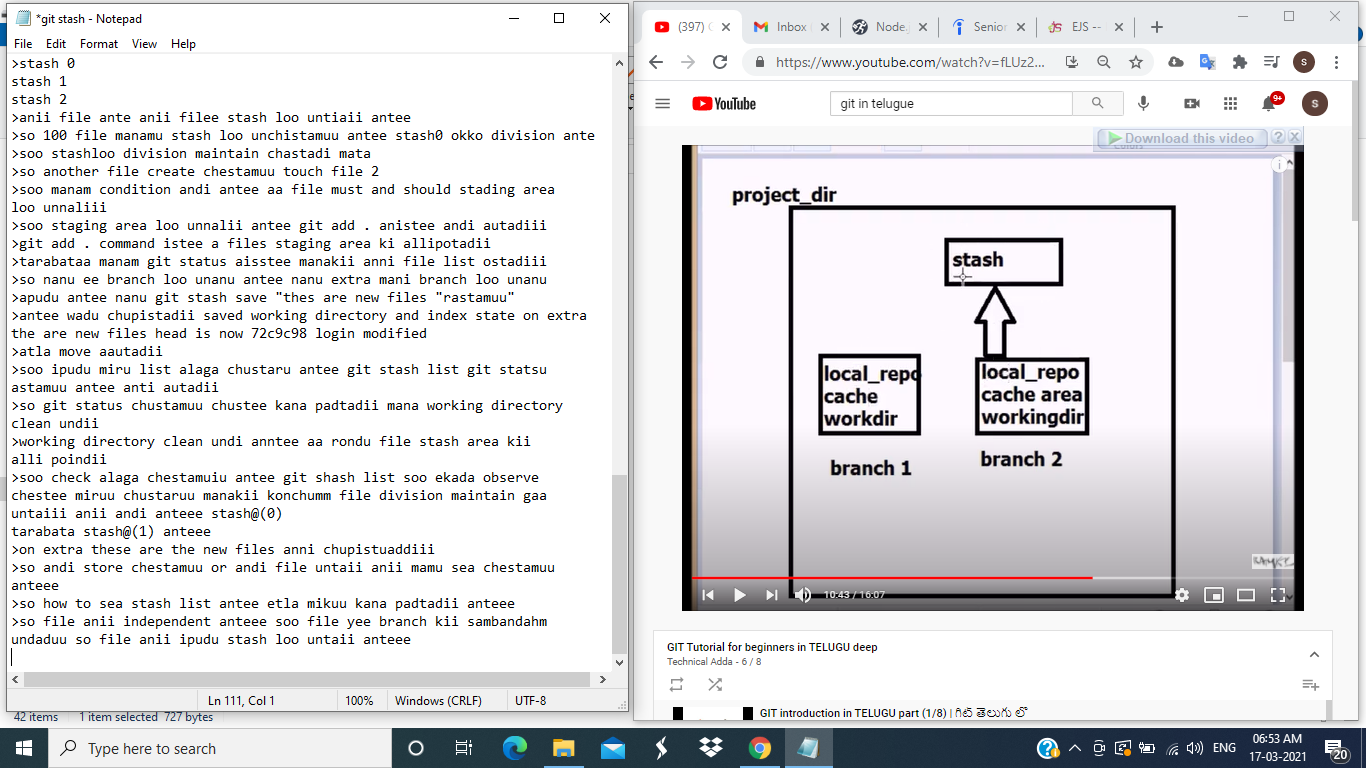 *git stash - Notepad
File Edit Format View Help
>stash 0
stash 1
stash 2
>anii file ante anii filee stash loo untiaii antee
>so 100 file manamu stash loo unchistamuu antee stash0 okko division ante
>soo stashloo division maintain chastadi mata
>so another file create chestamuu touch file 2
>soo manam condition andi antee aa file must and should stading area
loo unnaliii
>soo staging area loo unnalii antee git add . anistee andi autadiii
>git add . command istee a files staging area ki allipotadii
>tarabataa manam git status aisstee manakii anni file list ostadiii
>so nanu ee branch loo unanu antee nanu extra mani branch loo unanu
>apudu antee nanu git stash save "thes are new files "rastamuu"
>antee wadu chupistadii saved working directory and index state on extra
the are new files head is now 72c9c98 login modified
>atla move aautadii
>soo ipudu miru list alaga chustaru antee git stash list git statsu
astamuu antee anti autadii
>so git status chustamuu chustee kana padtadii mana working directory
clean undii
>working directory clean undi anntee aa rondu file stash area kii
alli poindii
>soo check alaga chestamuiu antee git shash list soo ekada observe
chestee miruu chustaruu manakii konchumm file division maintain gaa
untaiii anii andi anteee stash@(0)
tarabata stash@(1) anteee
>on extra these are the new files anni chupistuaddiii
>so andi store chestamuu or andi file untaii anii mamu sea chestamuu
anteee
>so how to sea stash list antee etla mikuu kana padtadii anteee
>so file anii independent anteee soo file yee branch kii sambandahm
undaduu so file anii ipudu stash loo untaii anteee
Ln 111, Col 1 100% Windows (CRLF) UTF-8
42 items 1 item selected 727 bytes
(397) Inbox Node. Senior EJS --
https://www.youtube.com/watch?v=fLUz2...
S
YouTube
git in telugue
9+
S
Download this video ? X
project_dir
stash
local_repo
cache
workdir
branch 1
local_repo
cache area
workingdir
branch 2
10:43 / 16:07
GIT Tutorial for beginners in TELUGU deep
Technical Adda - 6 / 8
GIT introduction in TELUGU part (1/8) | గిట్ తెలుగు లో
Type here to search
ENG
06:53 AM
17-03-2021
20